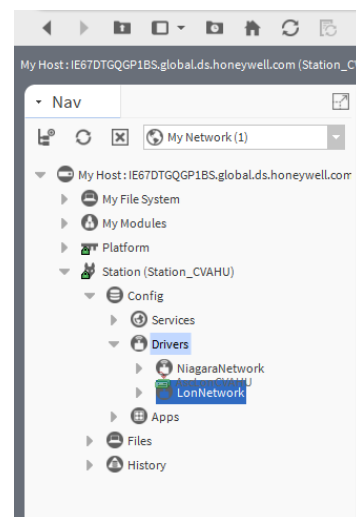 My Host : IE67DTGQGP1BS.global.ds.honeywell.com (Station_C
Nav
My Network (1)
My Host : IE67DTGQGP1BS.global.ds.honeywell.com
My File System
My Modules
Platform
Station (Station_CVAHU)
Config
Services
Drivers
NiagaraNetwork
LonNetwork
Apps
Files
History